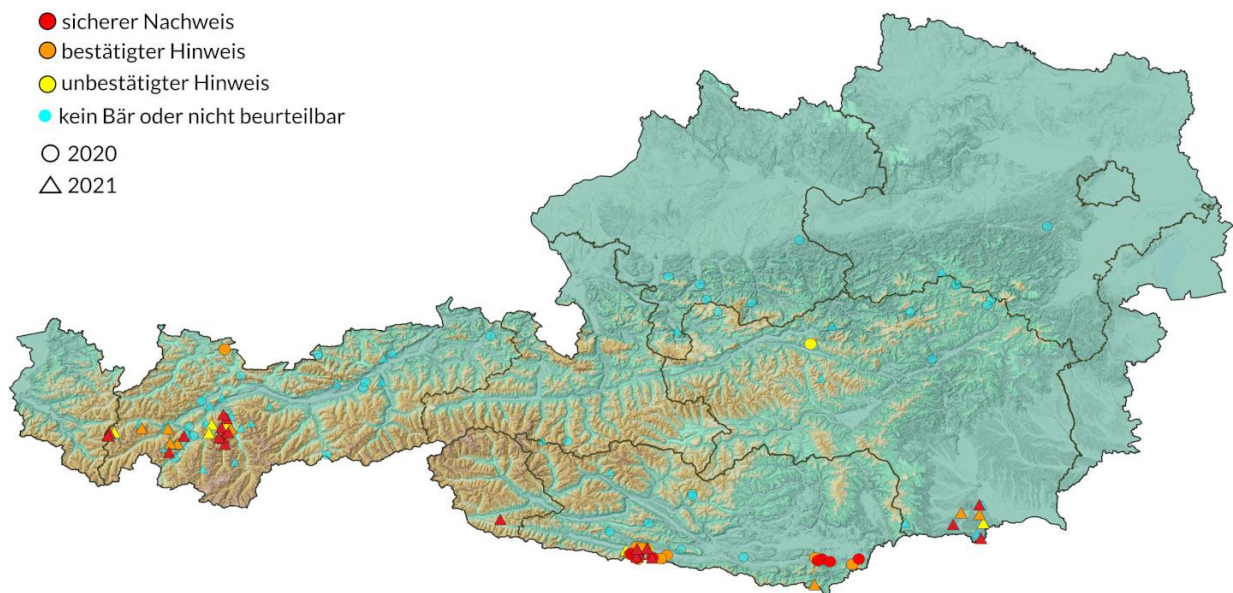 sicherer Nachweis
bestätigter Hinweis
unbestätigter Hinweis
kein Bär oder nicht beurteilbar
2020
2021